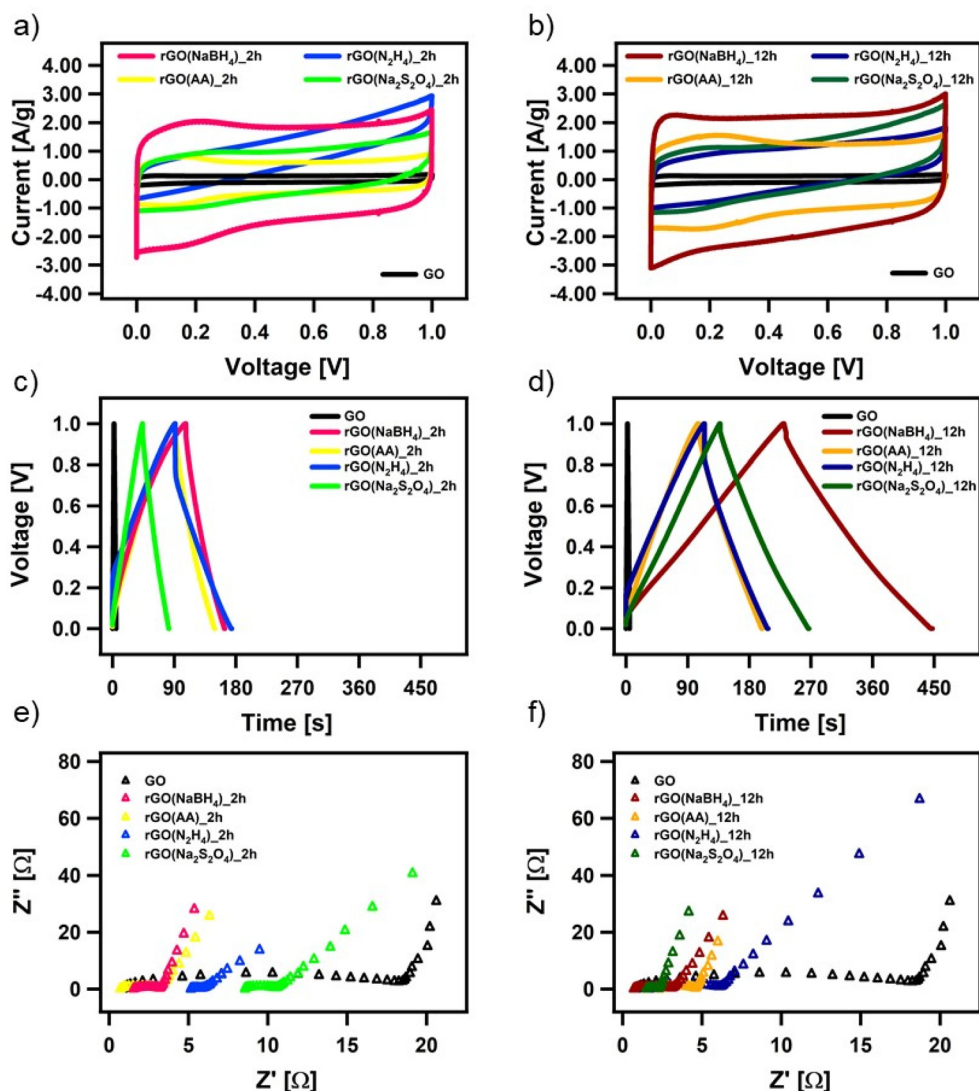 a)
rGO(NaBH₄)_2h rGO(N₂H₄)_2h
rGO(AA)_2h rGO(Na₂S₂O₄)_2h
4.00
3.00
2.00
1.00
0.00
-1.00
-2.00
-3.00
-4.00
Current [A/g]
GO
0.0 0.2 0.4 0.6 0.8 1.0
Voltage [V]
b)
rGO(NaBH₄)_12h rGO(N₂H₄)_12h
rGO(AA)_12h rGO(Na₂S₂O₄)_12h
4.00
3.00
2.00
1.00
0.00
-1.00
-2.00
-3.00
-4.00
Current [A/g]
GO
0.0 0.2 0.4 0.6 0.8 1.0
Voltage [V]
c)
GO
rGO(NaBH₄)_2h
rGO(AA)_2h
rGO(N₂H₄)_2h
rGO(Na₂S₂O₄)_2h
1.0
0.8
0.6
0.4
0.2
0.0
Voltage [V]
0 90 180 270 360 450
Time [s]
d)
GO
rGO(NaBH₄)_12h
rGO(AA)_12h
rGO(N₂H₄)_12h
rGO(Na₂S₂O₄)_12h
1.0
0.8
0.6
0.4
0.2
0.0
Voltage [V]
0 90 180 270 360 450
Time [s]
e)
GO
rGO(NaBH₄)_2h
rGO(AA)_2h
rGO(N₂H₄)_2h
rGO(Na₂S₂O₄)_2h
80
60
40
20
0
Z'' [Ω]
0 5 10 15 20
Z' [Ω]
f)
GO
rGO(NaBH₄)_12h
rGO(AA)_12h
rGO(N₂H₄)_12h
rGO(Na₂S₂O₄)_12h
80
60
40
20
0
Z'' [Ω]
0 5 10 15 20
Z' [Ω]